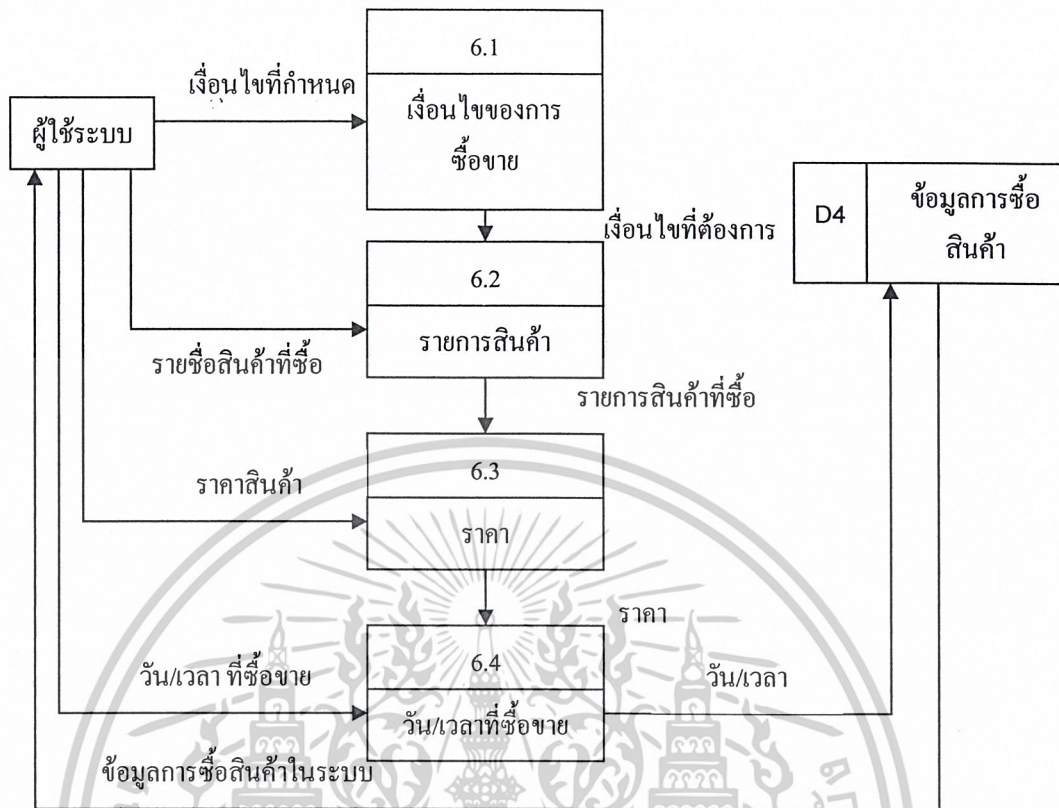 6.1
เงื่อนไขที่กำหนด
ผู้ใช้ระบบ
เงื่อนไขของการ
ซื้อขาย
D4
ข้อมูลการซื้อ
สินค้า
เงื่อนไขที่ต้องการ
6.2
รายการสินค้า
รายชื่อสินค้าที่ซื้อ
รายการสินค้าที่ซื้อ
6.3
ราคาสินค้า
ราคา
ราคา
6.4
วัน/เวลา ที่ซื้อขาย
วัน/เวลา
วัน/เวลาที่ซื้อขาย
ข้อมูลการซื้อสินค้าในระบบ